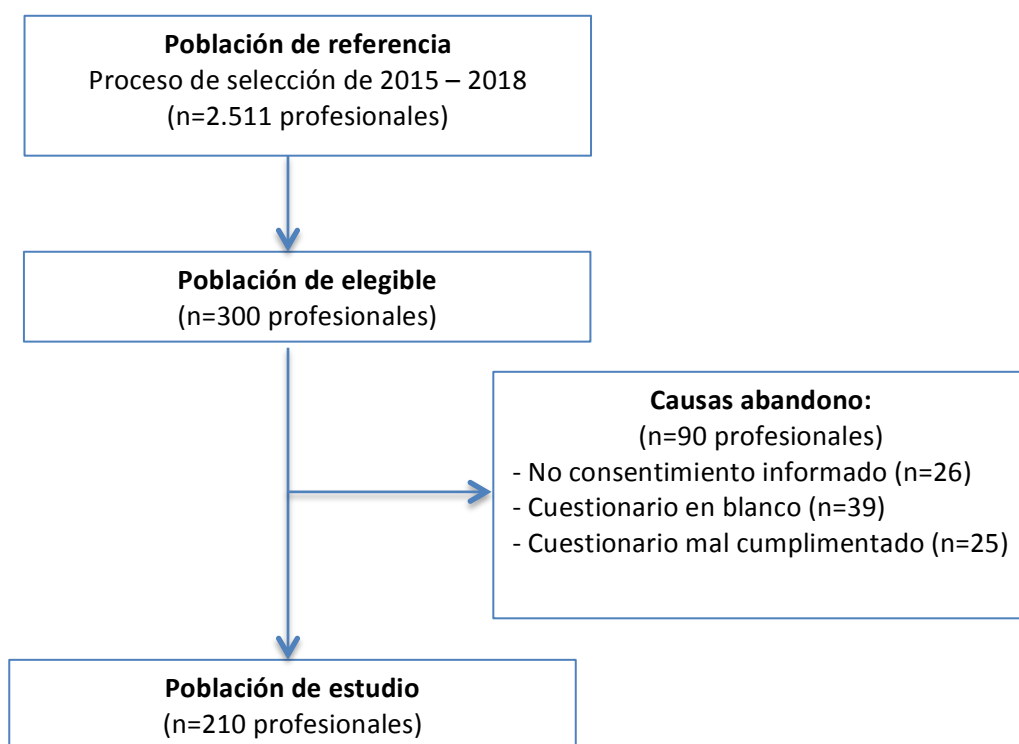 Población de referencia
Proceso de selección de 2015 – 2018
(n=2.511 profesionales)
Población de elegible
(n=300 profesionales)
Causas abandono:
(n=90 profesionales)
- No consentimiento informado (n=26)
- Cuestionario en blanco (n=39)
- Cuestionario mal cumplimentado (n=25)
Población de estudio
(n=210 profesionales)